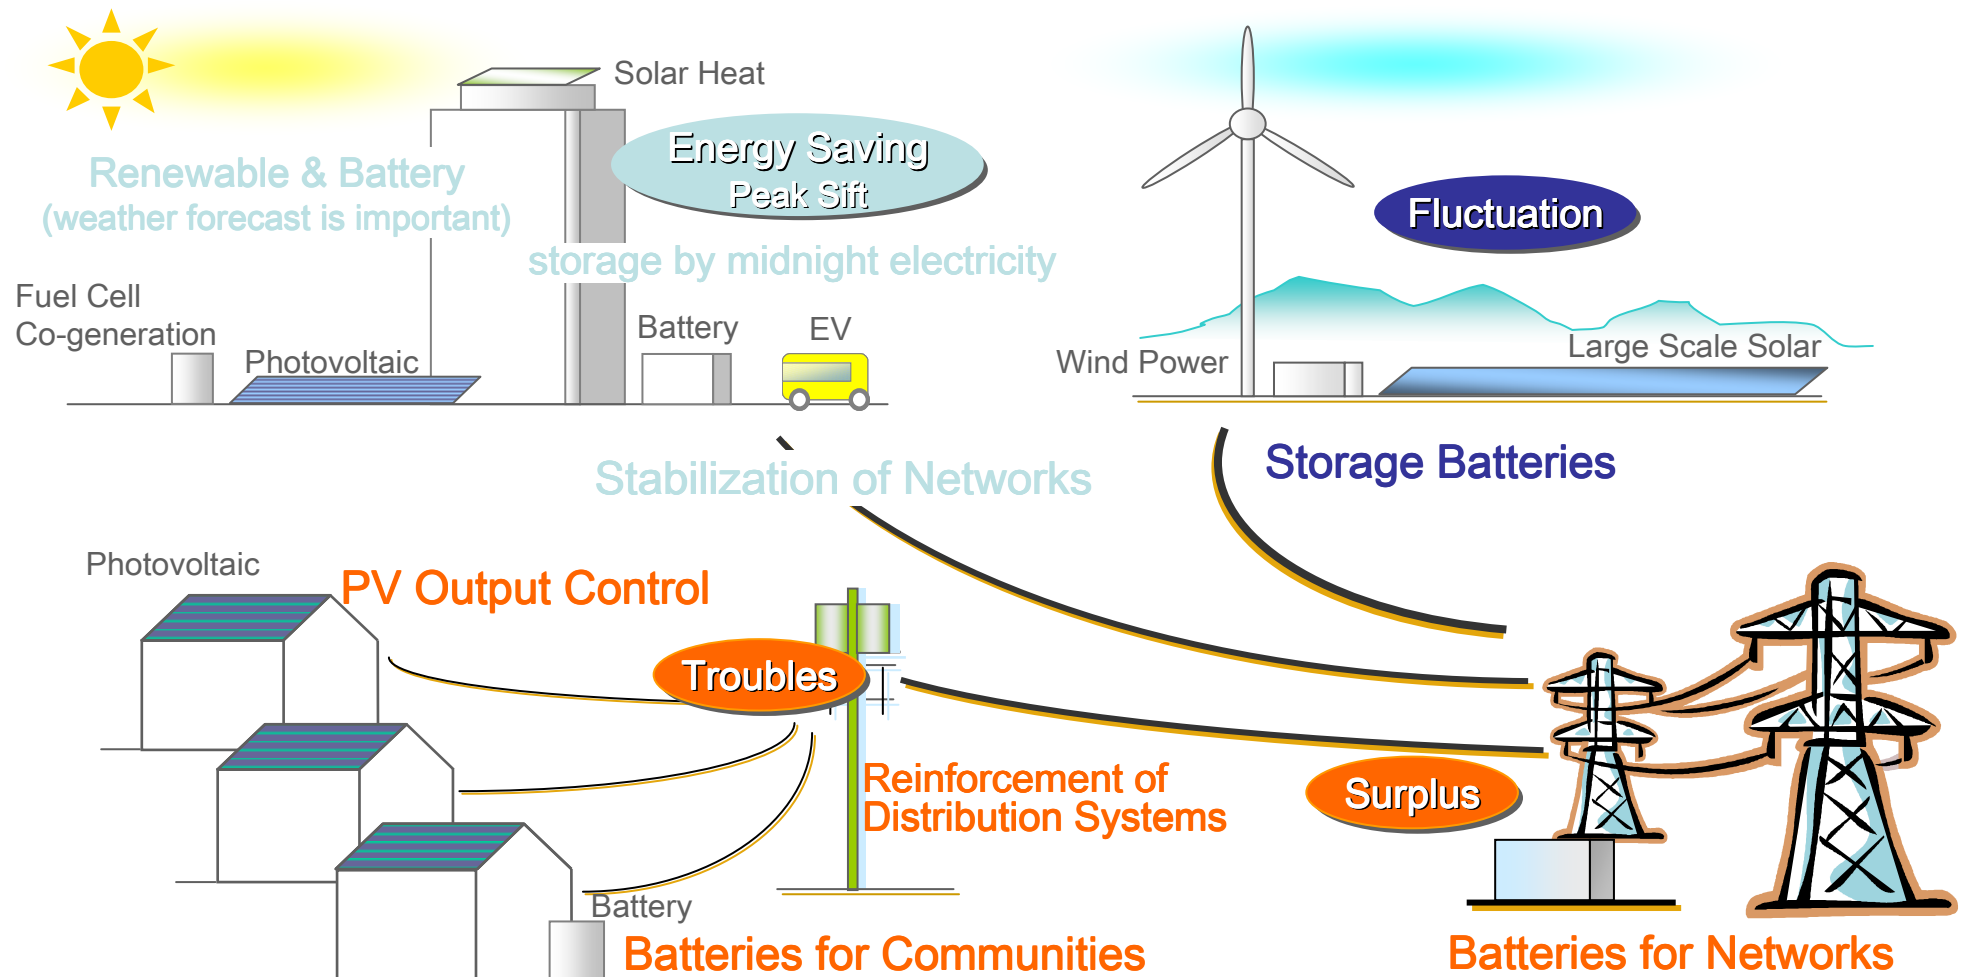 Solar Heat
Energy Saving
Peak Sift
Renewable & Battery
(weather forecast is important)
storage by midnight electricity
Fuel Cell
Co-generation
Photovoltaic
Battery
EV
Fluctuation
Wind Power
Large Scale Solar
Stabilization of Networks
Storage Batteries
Photovoltaic
PV Output Control
Troubles
Reinforcement of
Distribution Systems
Surplus
Battery
Batteries for Communities
Batteries for Networks